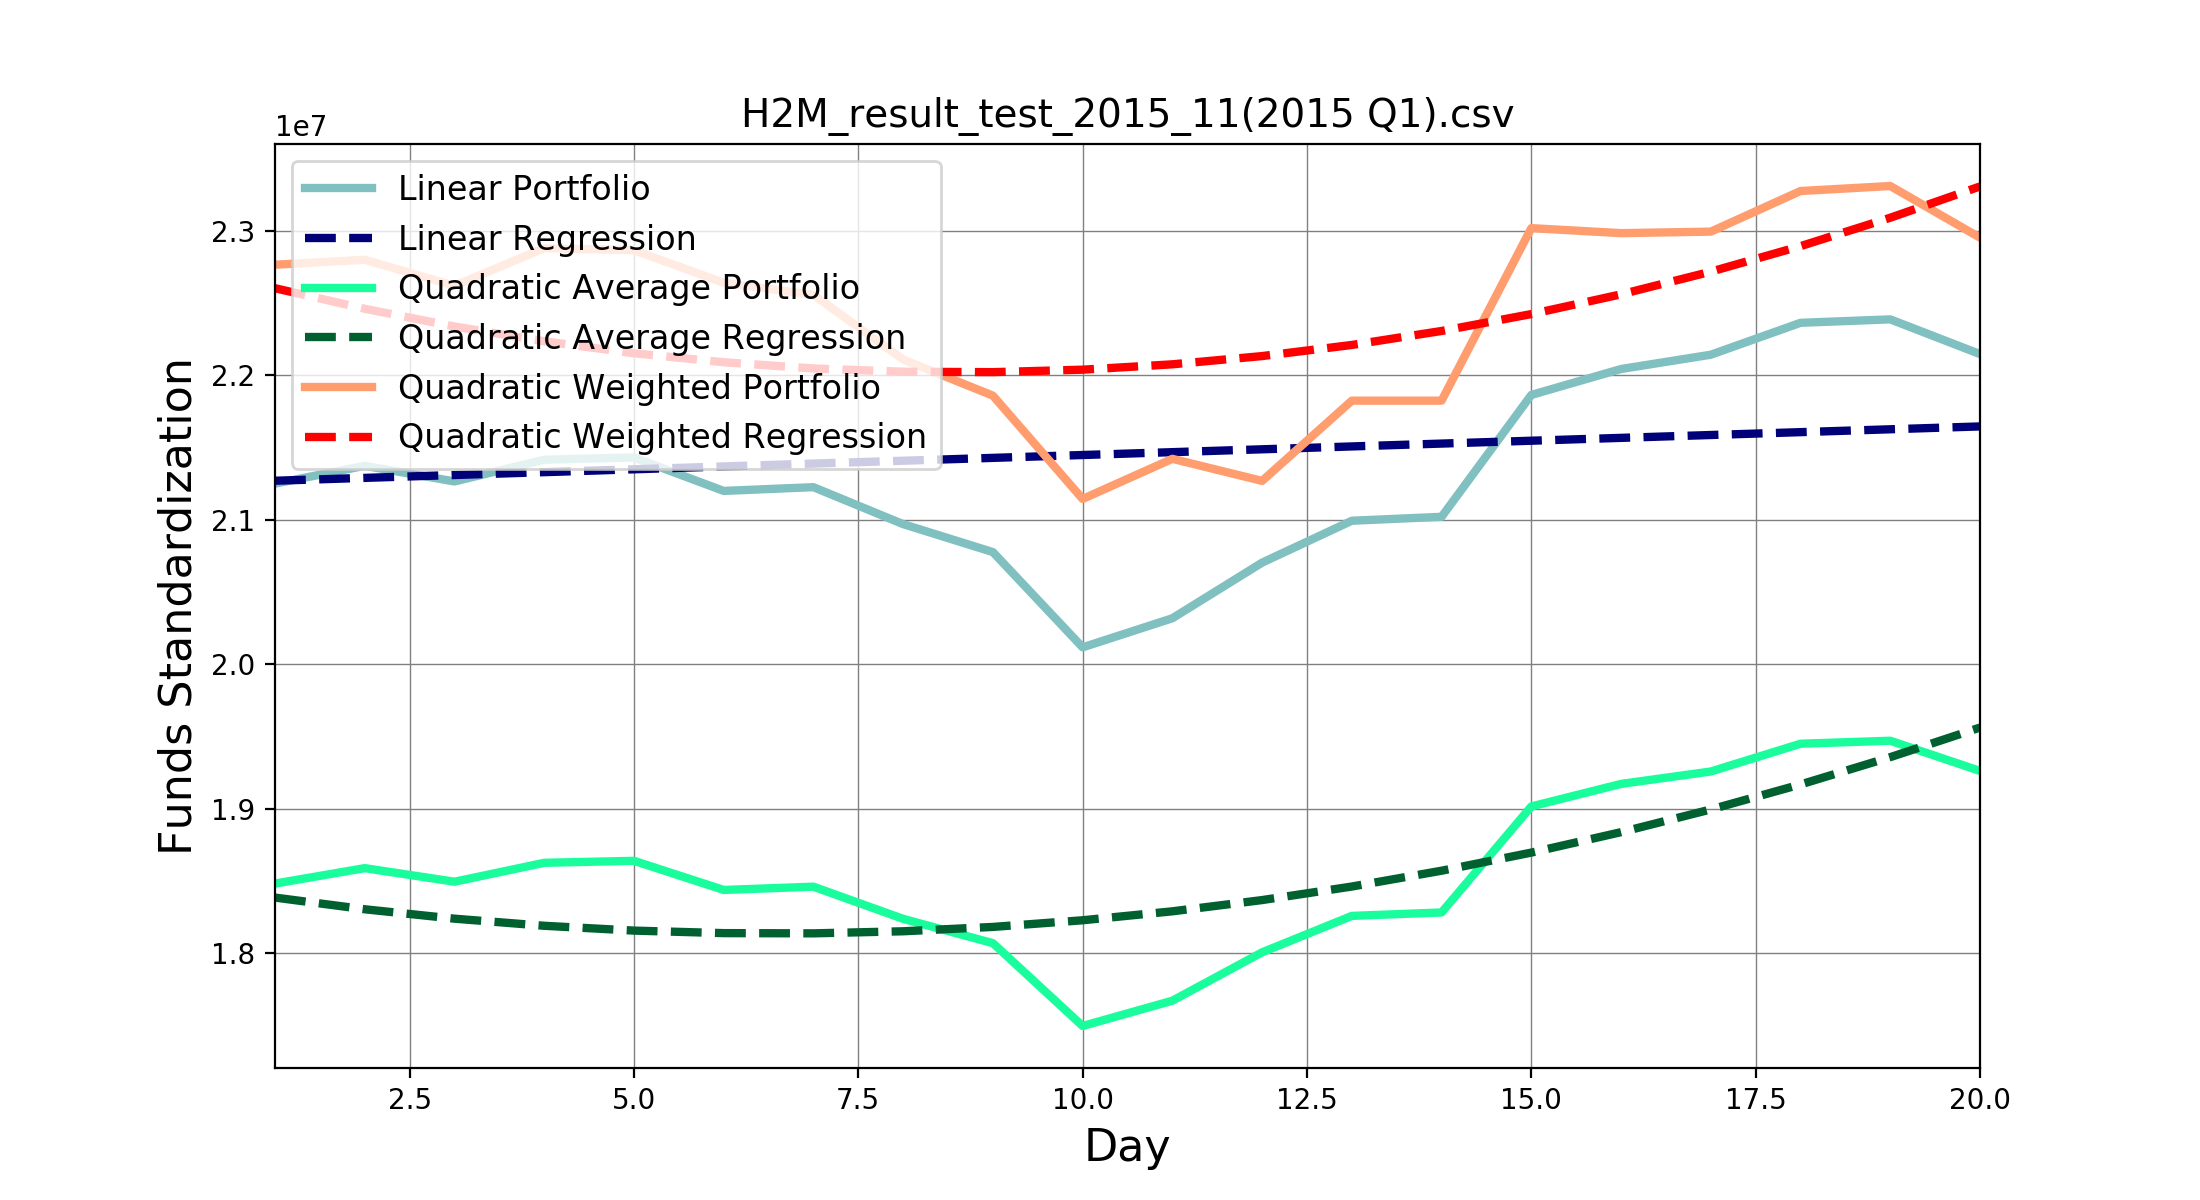 H2M_result_test_2015_11(2015 Q1).csv
1e7
Linear Portfolio
Linear Regression
Quadratic Average Portfolio
Quadratic Average Regression
Quadratic Weighted Portfolio
Quadratic Weighted Regression
2.3
2.2
2.1
2.0
1.9
1.8
Funds Standardization
2.5 5.0 7.5 10.0 12.5 15.0 17.5 20.0
Day